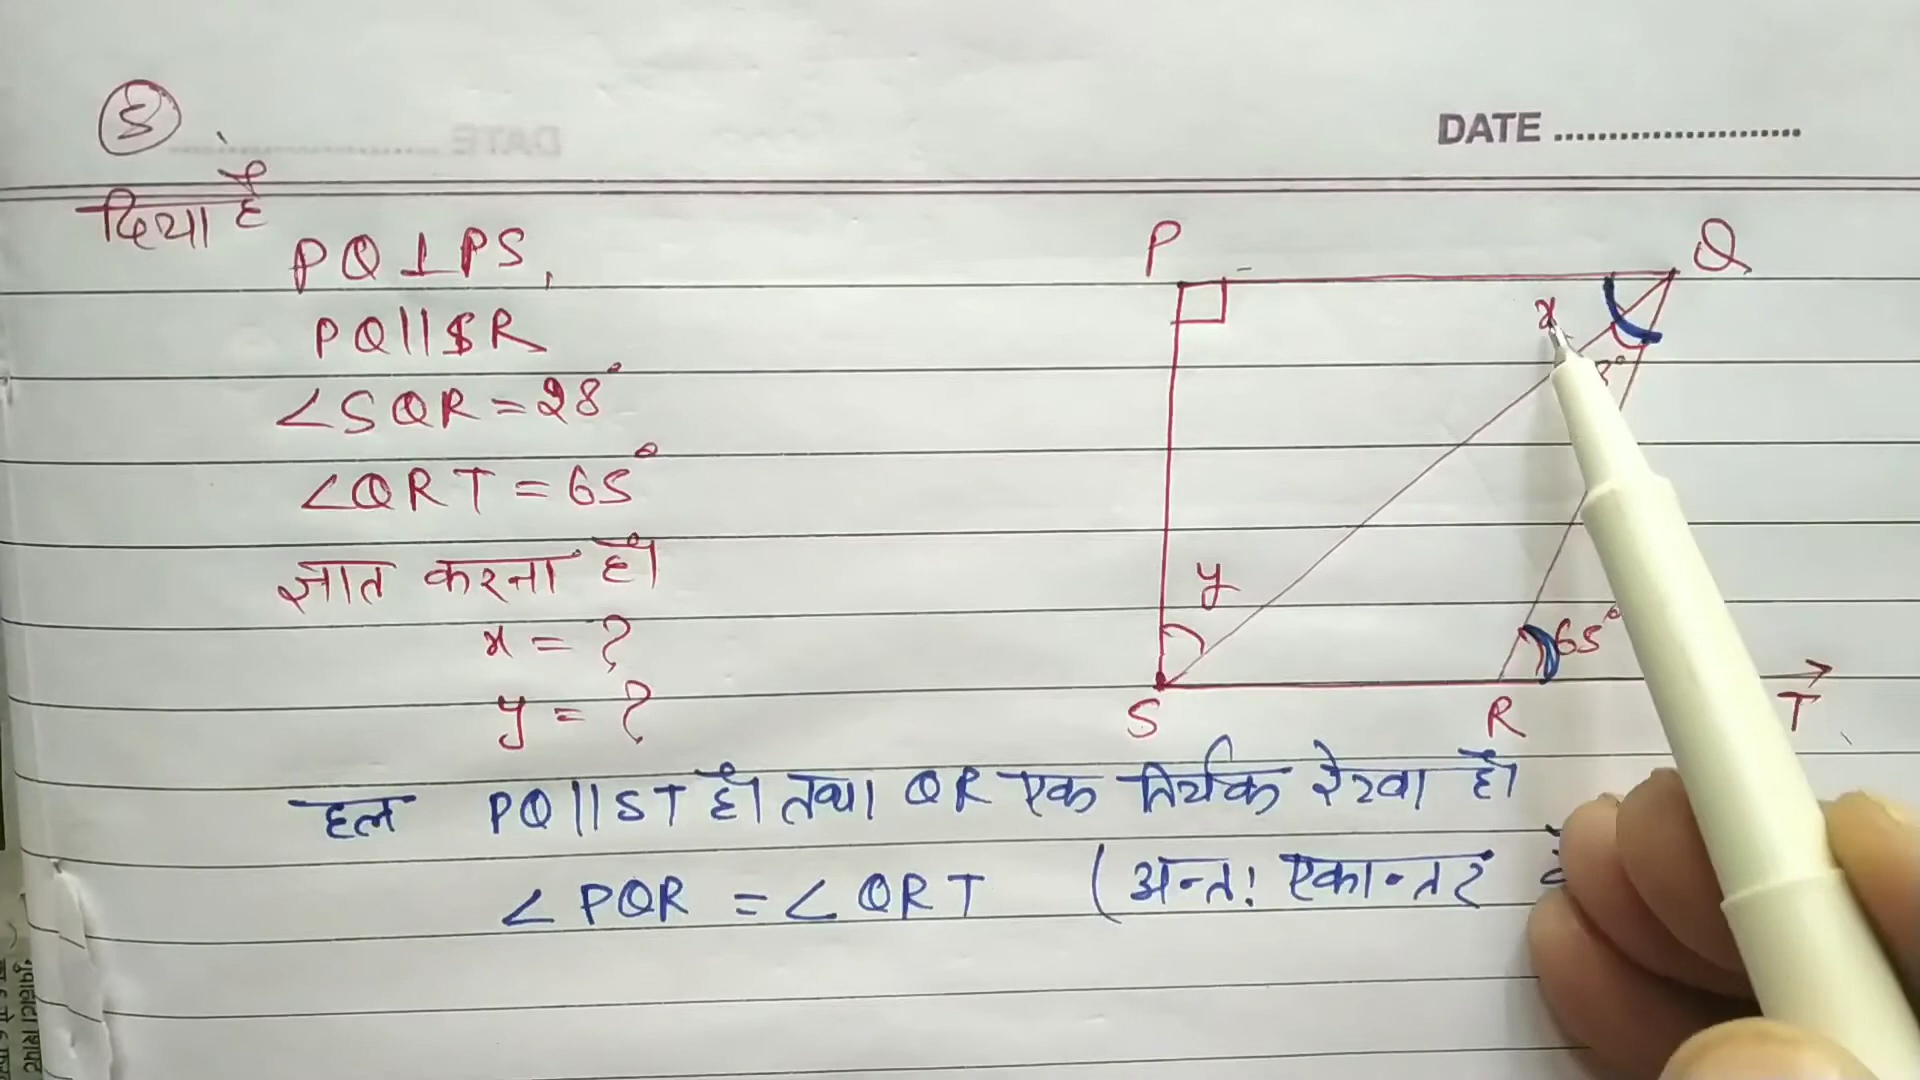 5
DATE
दिया है
PQ⊥PS,
PQ||SR
∠SQR = 28°
∠QRT = 65°
ज्ञात करना है।
x = ?
y = ?
P
Q
x
8°
y
65°
S
R
T
हल PQ||ST है। तथा QR एक तिर्यक रेखा है।
∠PQR = ∠QRT (अन्तः एकान्तर